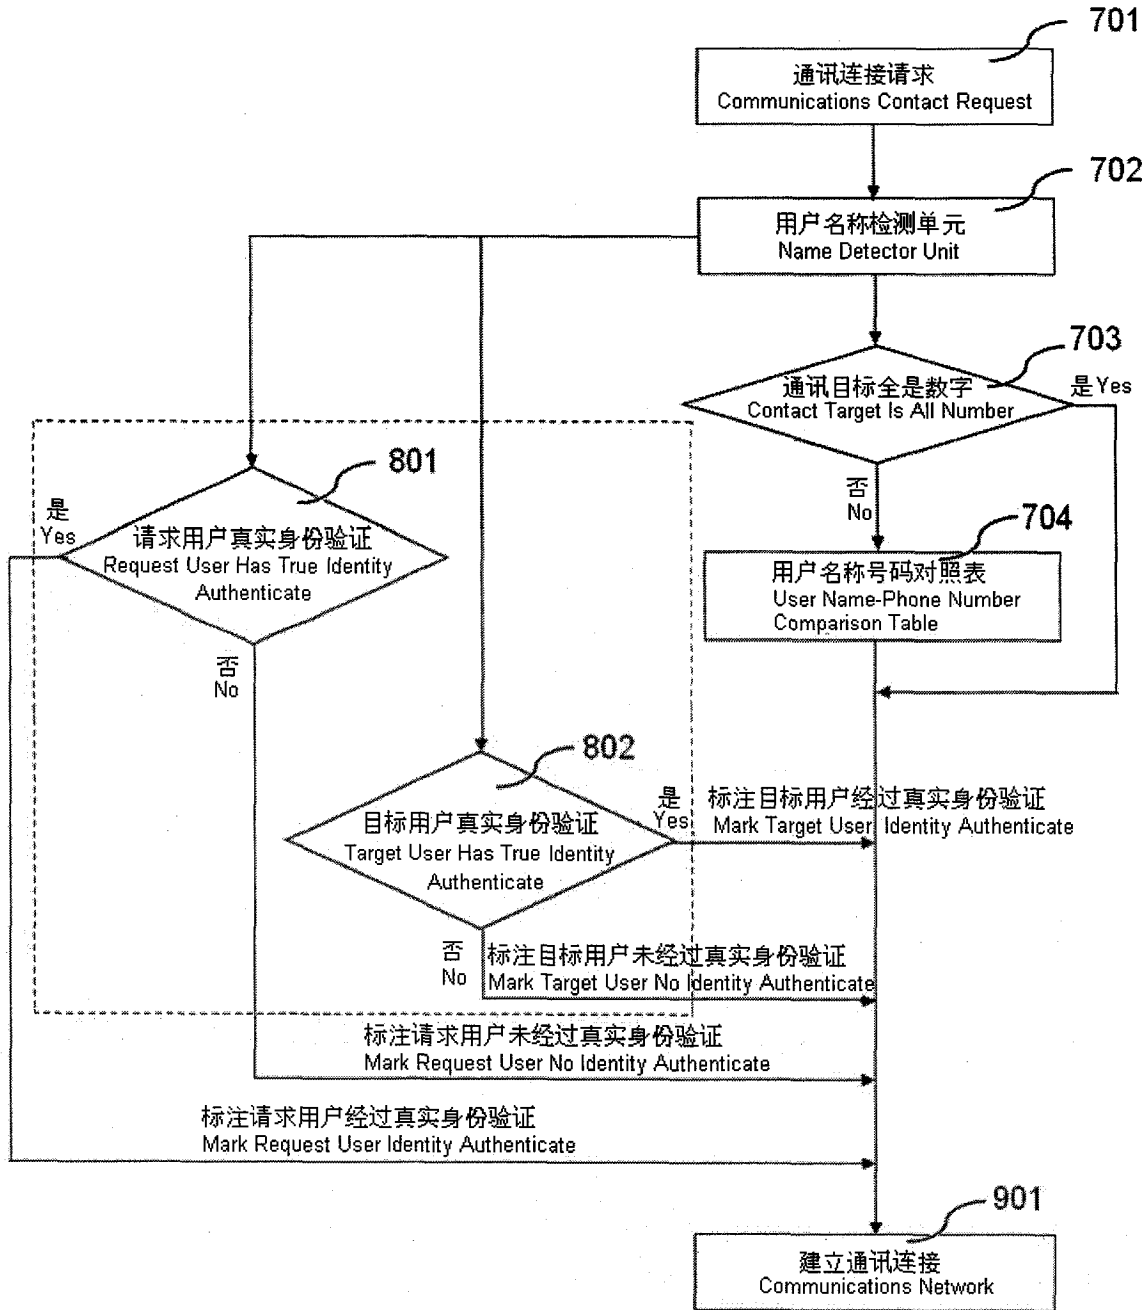 701
通讯连接请求
Communications Contact Request
702
用户名称检测单元
Name Detector Unit
703
通讯目标全是数字
Contact Target Is All Number
是Yes
否
No
704
用户名称号码对照表
User Name-Phone Number
Comparison Table
801
是
Yes
请求用户真实身份验证
Request User Has True Identity
Authenticate
否
No
802
目标用户真实身份验证
Target User Has True Identity
Authenticate
是
Yes
标注目标用户经过真实身份验证
Mark Target User Identity Authenticate
否
No
标注目标用户未经过真实身份验证
Mark Target User No Identity Authenticate
标注请求用户未经过真实身份验证
Mark Request User No Identity Authenticate
标注请求用户经过真实身份验证
Mark Request User Identity Authenticate
901
建立通讯连接
Communications Network